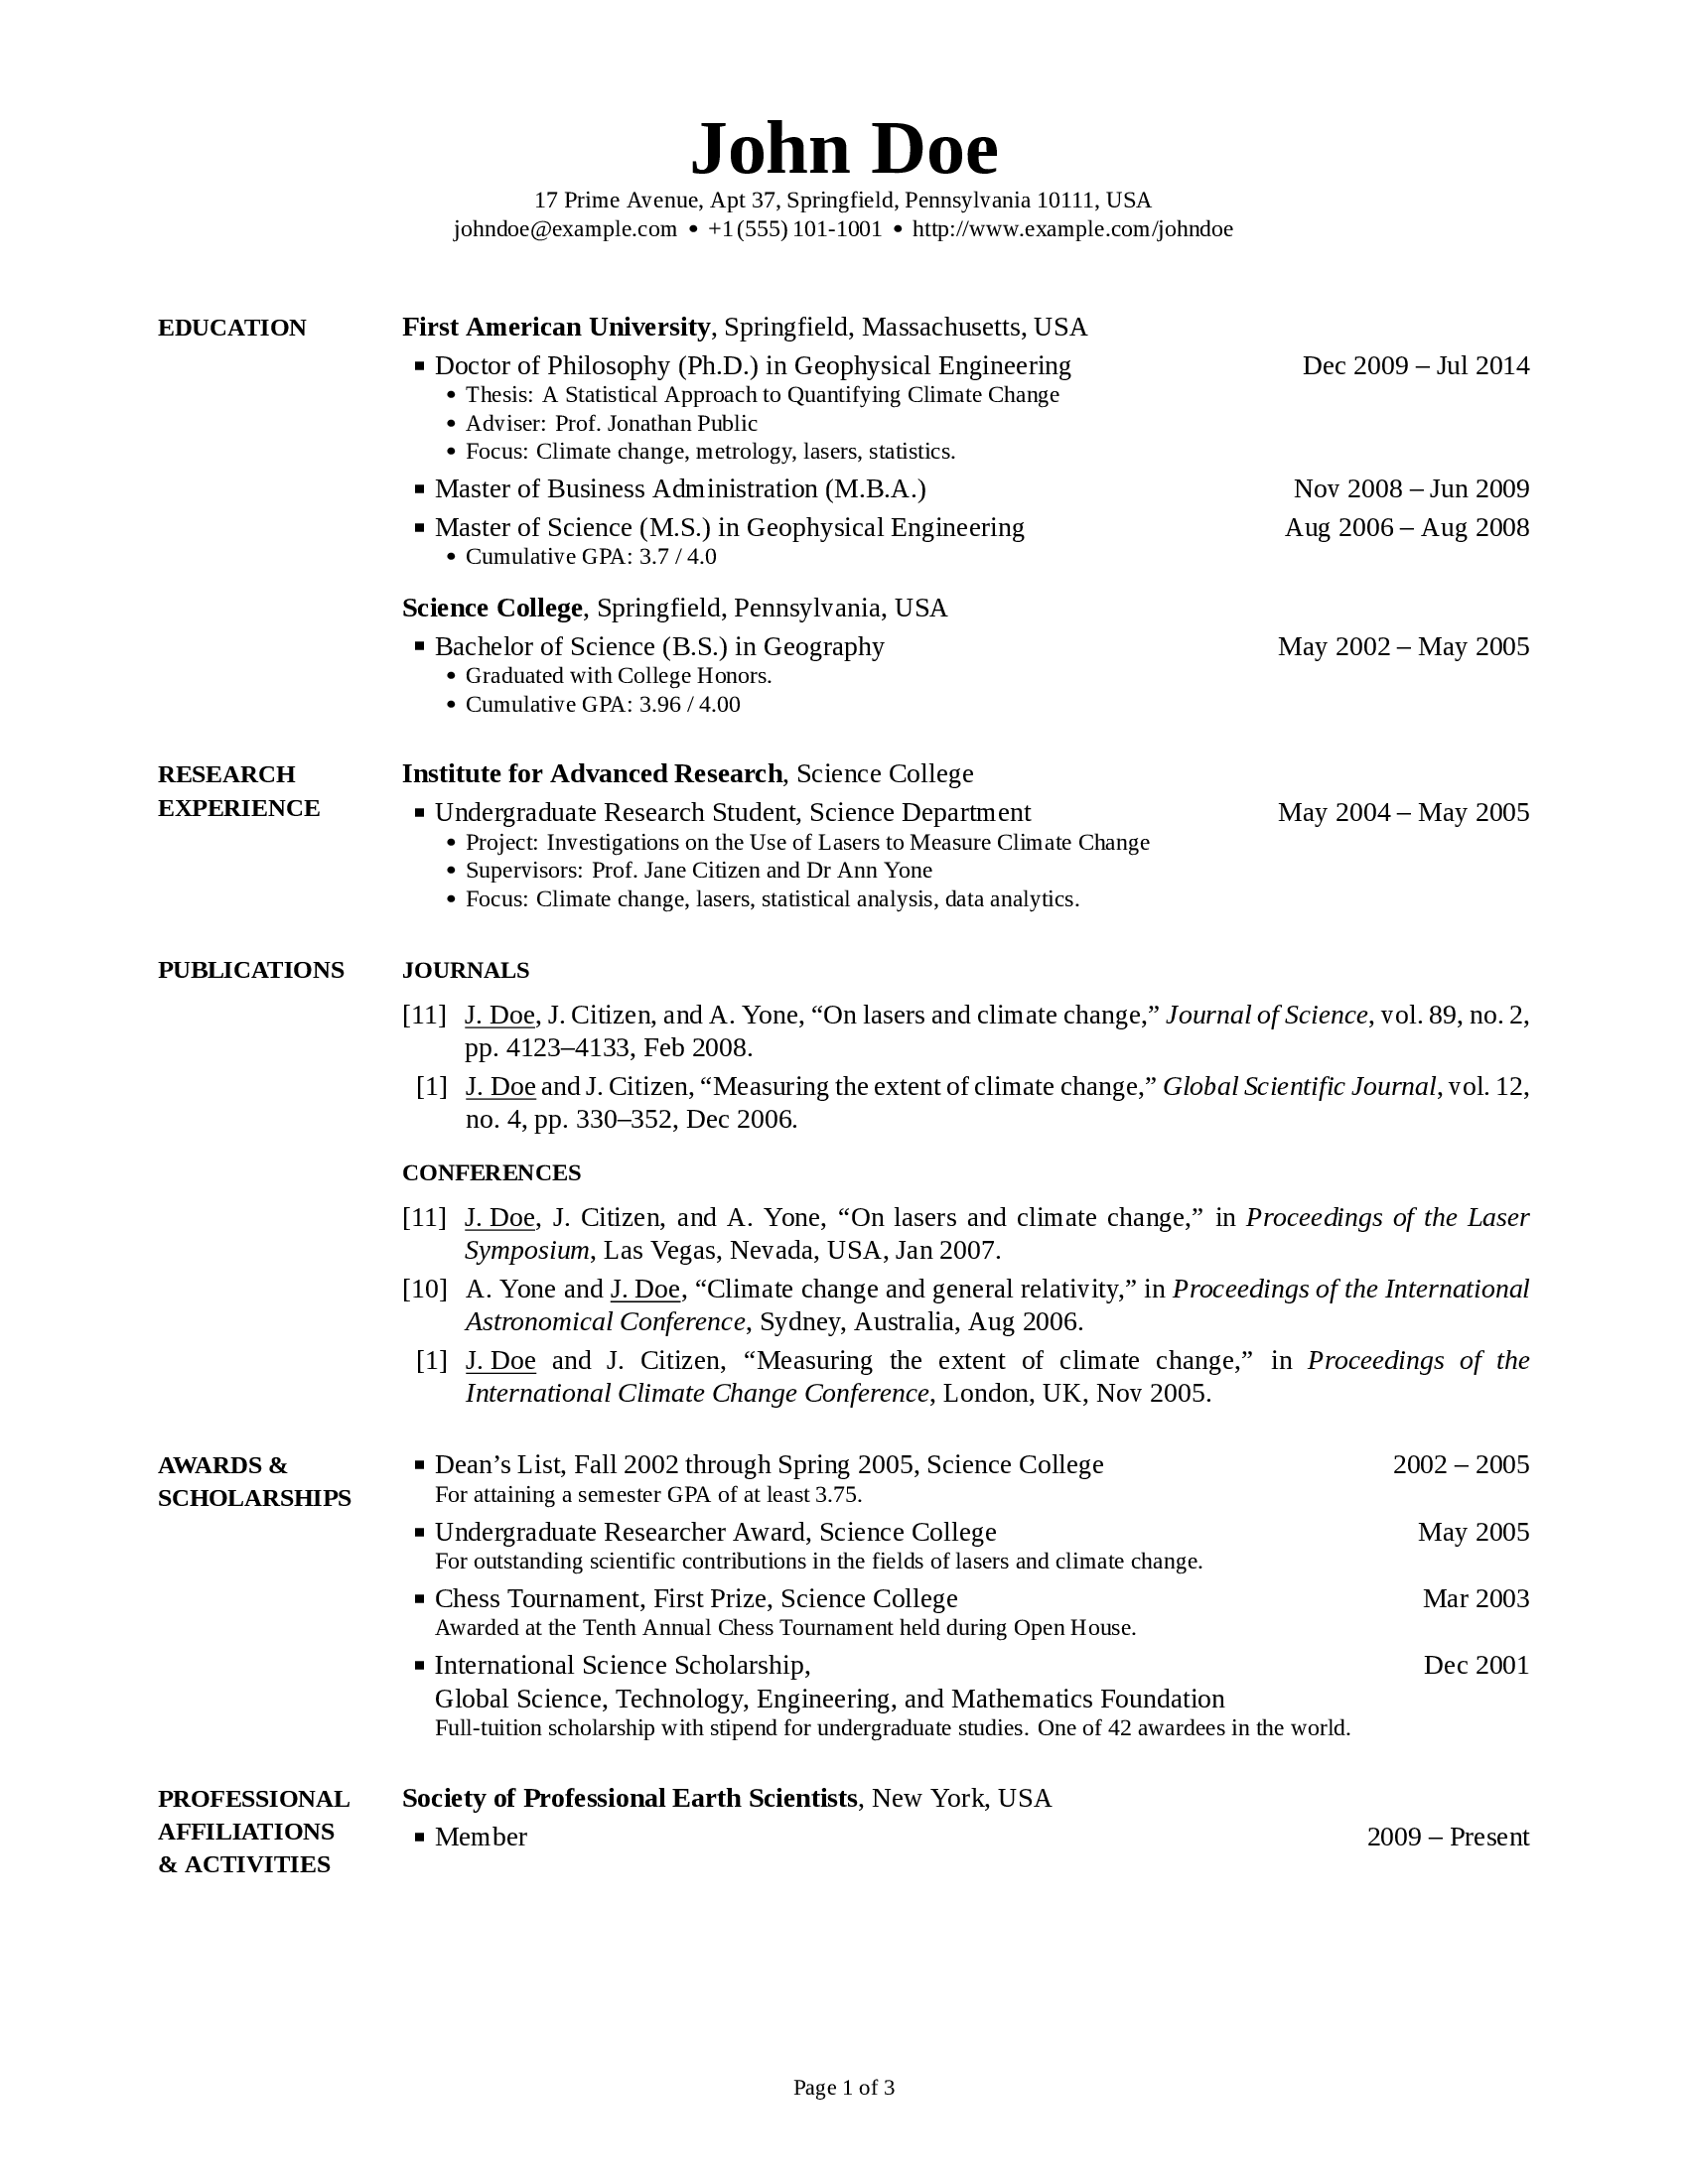 John Doe
17 Prime Avenue, Apt 37, Springfield, Pennsylvania 10111, USA
johndoe@example.com • +1 (555) 101-1001 • http://www.example.com/johndoe
EDUCATION
First American University, Springfield, Massachusetts, USA
▪ Doctor of Philosophy (Ph.D.) in Geophysical Engineering Dec 2009 – Jul 2014
• Thesis: A Statistical Approach to Quantifying Climate Change
• Adviser: Prof. Jonathan Public
• Focus: Climate change, metrology, lasers, statistics.
▪ Master of Business Administration (M.B.A.) Nov 2008 – Jun 2009
▪ Master of Science (M.S.) in Geophysical Engineering Aug 2006 – Aug 2008
• Cumulative GPA: 3.7 / 4.0
Science College, Springfield, Pennsylvania, USA
▪ Bachelor of Science (B.S.) in Geography May 2002 – May 2005
• Graduated with College Honors.
• Cumulative GPA: 3.96 / 4.00
RESEARCH
EXPERIENCE
Institute for Advanced Research, Science College
▪ Undergraduate Research Student, Science Department May 2004 – May 2005
• Project: Investigations on the Use of Lasers to Measure Climate Change
• Supervisors: Prof. Jane Citizen and Dr Ann Yone
• Focus: Climate change, lasers, statistical analysis, data analytics.
PUBLICATIONS
JOURNALS
[11] J. Doe, J. Citizen, and A. Yone, “On lasers and climate change,” Journal of Science, vol. 89, no. 2,
pp. 4123–4133, Feb 2008.
[1] J. Doe and J. Citizen, “Measuring the extent of climate change,” Global Scientific Journal, vol. 12,
no. 4, pp. 330–352, Dec 2006.
CONFERENCES
[11] J. Doe, J. Citizen, and A. Yone, “On lasers and climate change,” in Proceedings of the Laser
Symposium, Las Vegas, Nevada, USA, Jan 2007.
[10] A. Yone and J. Doe, “Climate change and general relativity,” in Proceedings of the International
Astronomical Conference, Sydney, Australia, Aug 2006.
[1] J. Doe and J. Citizen, “Measuring the extent of climate change,” in Proceedings of the
International Climate Change Conference, London, UK, Nov 2005.
AWARDS &
SCHOLARSHIPS
▪ Dean’s List, Fall 2002 through Spring 2005, Science College 2002 – 2005
For attaining a semester GPA of at least 3.75.
▪ Undergraduate Researcher Award, Science College May 2005
For outstanding scientific contributions in the fields of lasers and climate change.
▪ Chess Tournament, First Prize, Science College Mar 2003
Awarded at the Tenth Annual Chess Tournament held during Open House.
▪ International Science Scholarship, Dec 2001
Global Science, Technology, Engineering, and Mathematics Foundation
Full-tuition scholarship with stipend for undergraduate studies. One of 42 awardees in the world.
PROFESSIONAL
AFFILIATIONS
& ACTIVITIES
Society of Professional Earth Scientists, New York, USA
▪ Member 2009 – Present
Page 1 of 3